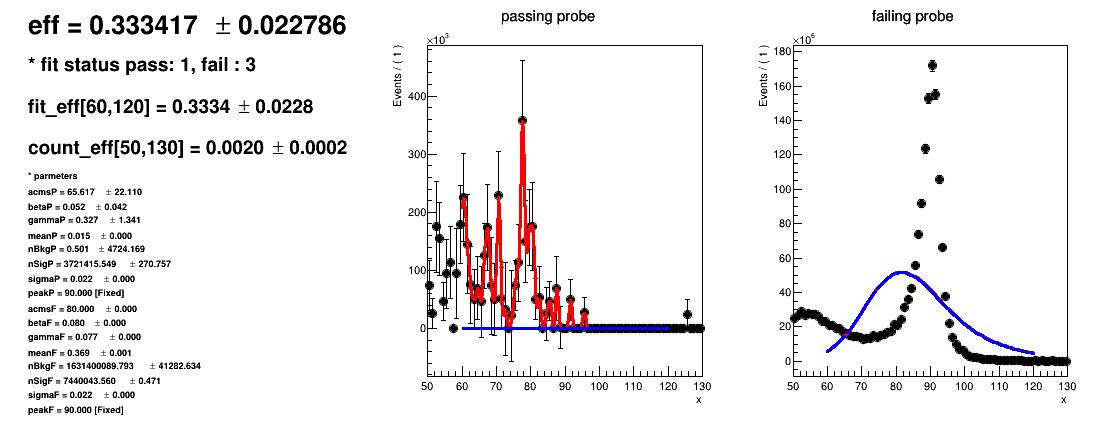 eff = 0.333417 ± 0.022786
* fit status pass: 1, fail : 3
fit_eff[60,120] = 0.3334 ± 0.0228
count_eff[50,130] = 0.0020 ± 0.0002
* parmeters
acmsP = 65.617 ± 22.110
betaP = 0.052 ± 0.042
gammaP = 0.327 ± 1.341
meanP = 0.015 ± 0.000
nBkgP = 0.501 ± 4724.169
nSigP = 3721415.549 ± 270.757
sigmaP = 0.022 ± 0.000
peakP = 90.000 [Fixed]
acmsF = 80.000 ± 0.000
betaF = 0.080 ± 0.000
gammaF = 0.077 ± 0.000
meanF = 0.369 ± 0.001
nBkgF = 1631400089.793 ± 41282.634
nSigF = 7440043.560 ± 0.471
sigmaF = 0.022 ± 0.000
peakF = 90.000 [Fixed]
passing probe
×10³
Events / ( 1 )
400
300
200
100
0
50 60 70 80 90 100 110 120 130
x
failing probe
×10⁶
Events / ( 1 )
180
160
140
120
100
80
60
40
20
0
50 60 70 80 90 100 110 120 130
x